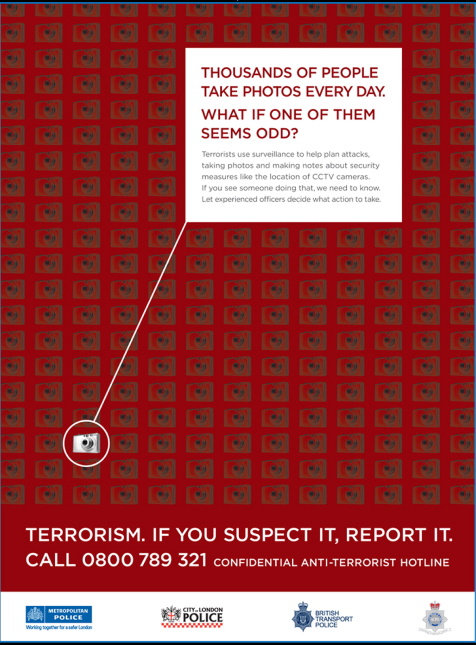 THOUSANDS OF PEOPLE
TAKE PHOTOS EVERY DAY.
WHAT IF ONE OF THEM
SEEMS ODD?
Terrorists use surveillance to help plan attacks,
taking photos and making notes about security
measures like the location of CCTV cameras.
If you see someone doing that, we need to know.
Let experienced officers decide what action to take.
TERRORISM. IF YOU SUSPECT IT, REPORT IT.
CALL 0800 789 321 CONFIDENTIAL ANTI-TERRORIST HOTLINE
METROPOLITAN
POLICE
Working together for a safer London
CITY OF LONDON
POLICE
BRITISH
TRANSPORT
POLICE